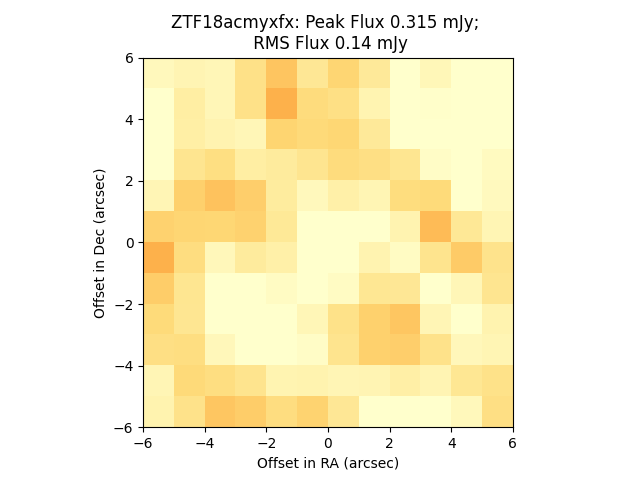 ZTF18acmyxfx: Peak Flux 0.315 mJy;
RMS Flux 0.14 mJy
6
4
2
0
−2
−4
−6
Offset in Dec (arcsec)
−6 −4 −2 0 2 4 6
Offset in RA (arcsec)